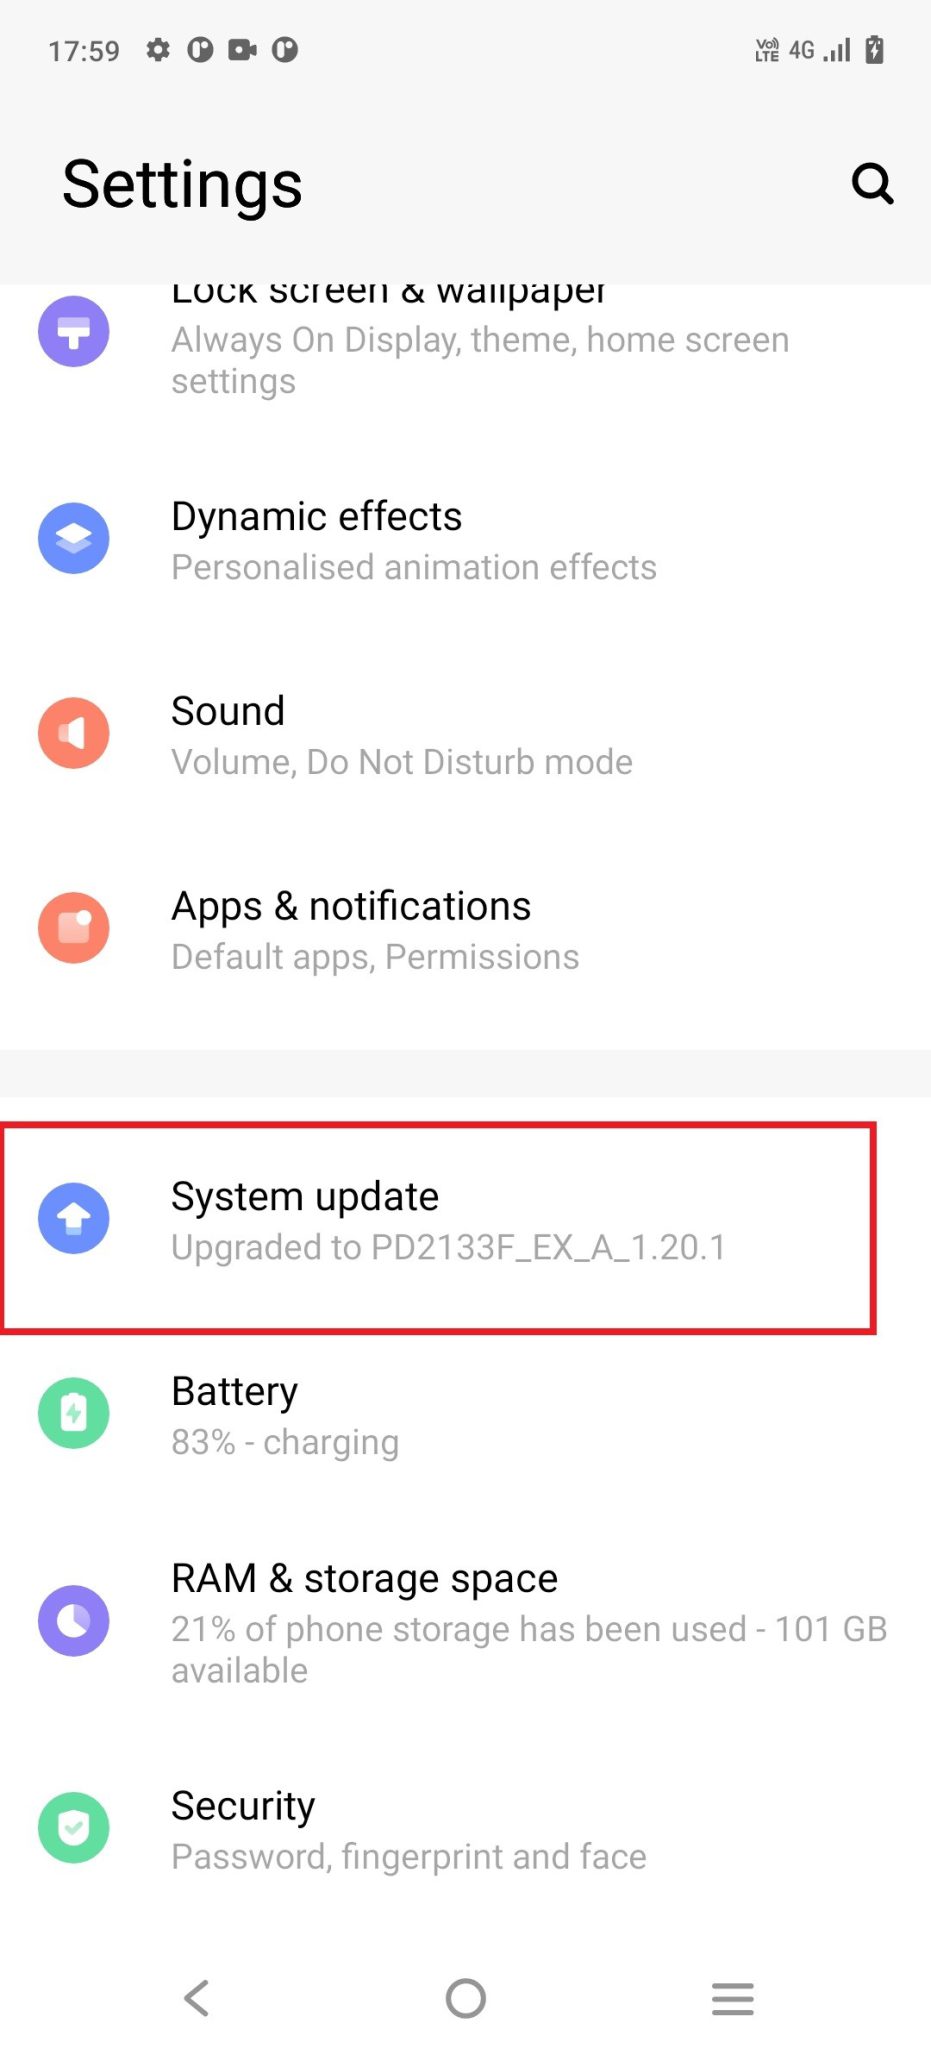 17:59
VoLTE 4G
Settings
Lock screen & wallpaper
Always On Display, theme, home screen
settings
Dynamic effects
Personalised animation effects
Sound
Volume, Do Not Disturb mode
Apps & notifications
Default apps, Permissions
System update
Upgraded to PD2133F_EX_A_1.20.1
Battery
83% - charging
RAM & storage space
21% of phone storage has been used - 101 GB
available
Security
Password, fingerprint and face